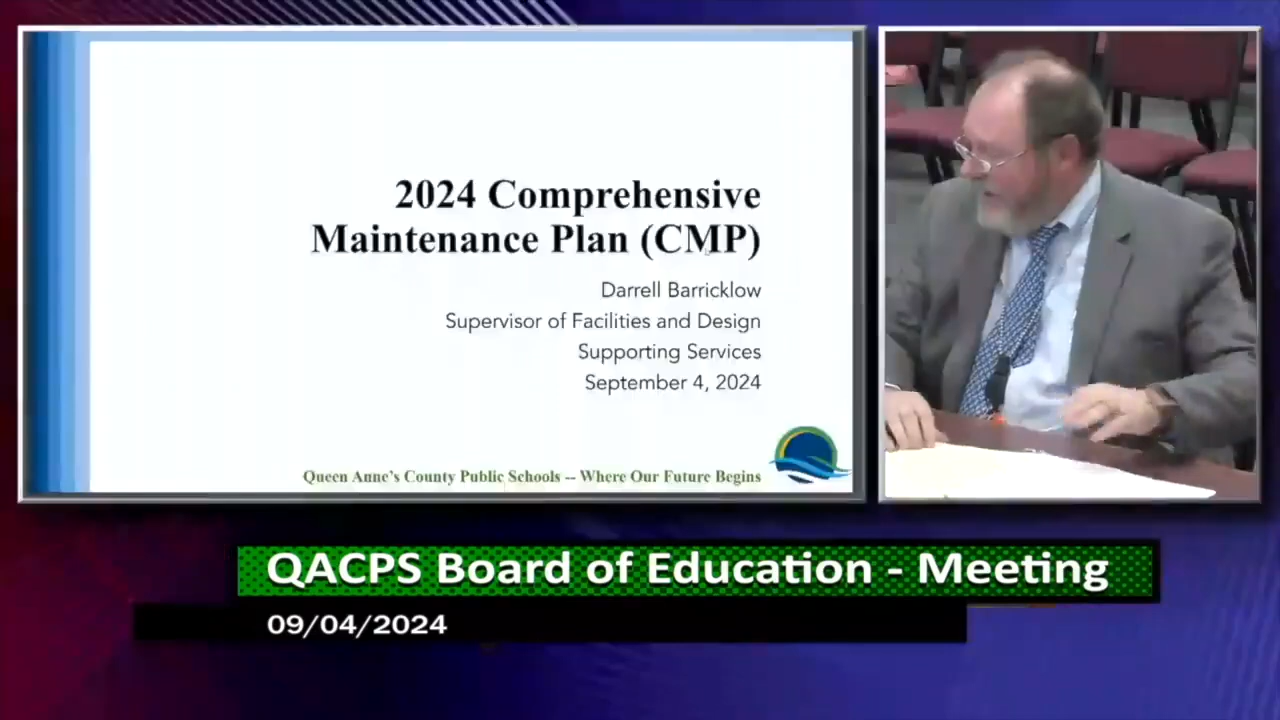 2024 Comprehensive
Maintenance Plan (CMP)
Darrell Barricklow
Supervisor of Facilities and Design
Supporting Services
September 4, 2024
Queen Anne's County Public Schools -- Where Our Future Begins
QACPS Board of Education - Meeting
09/04/2024